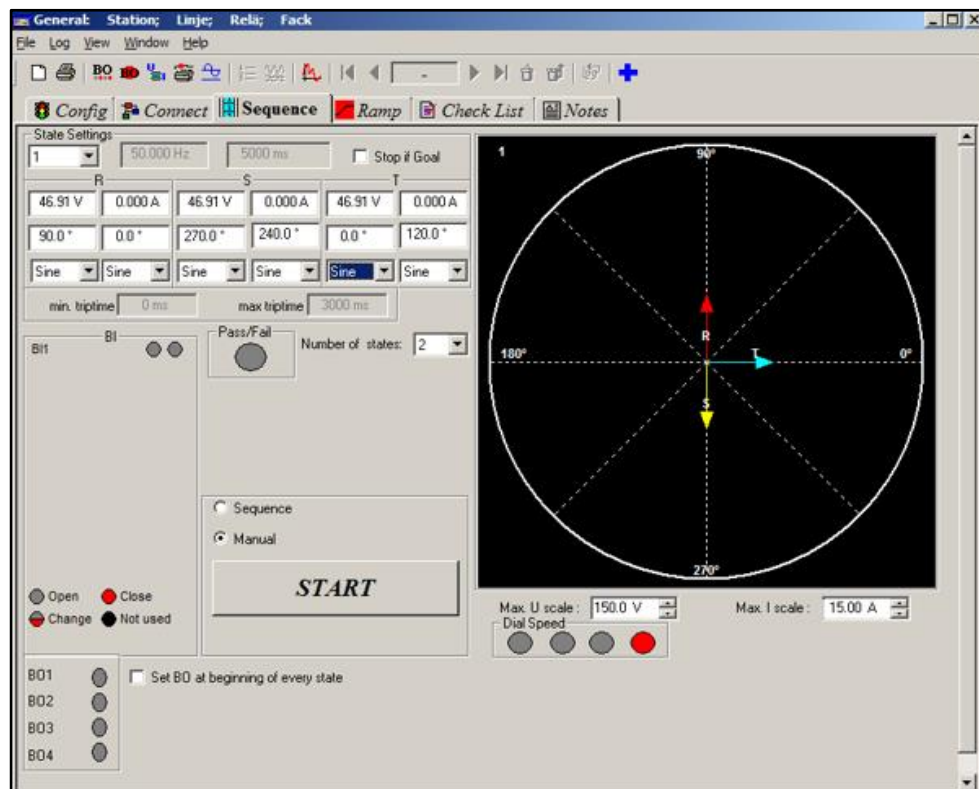 General: Station; Linje; Relä; Fack
File Log View Window Help
BO
Config Connect Sequence Ramp Check List Notes
State Settings
1 50.000 Hz 5000 ms Stop if Goal
R S T
46.91 V 0.000 A 46.91 V 0.000 A 46.91 V 0.000 A
90.0 ° 0.0 ° 270.0 ° 240.0 ° 0.0 ° 120.0 °
Sine Sine Sine Sine Sine Sine
min. triptime 0 ms max triptime 3000 ms
BI
BI1
Pass/Fail
Number of states: 2
Sequence
Manual
START
Open Close
Change Not used
BO1
BO2
BO3
BO4
Set BO at beginning of every state
1
90°
R
180° T 0°
S
270°
Max. U scale : 150.0 V Max. I scale : 15.00 A
Dial Speed